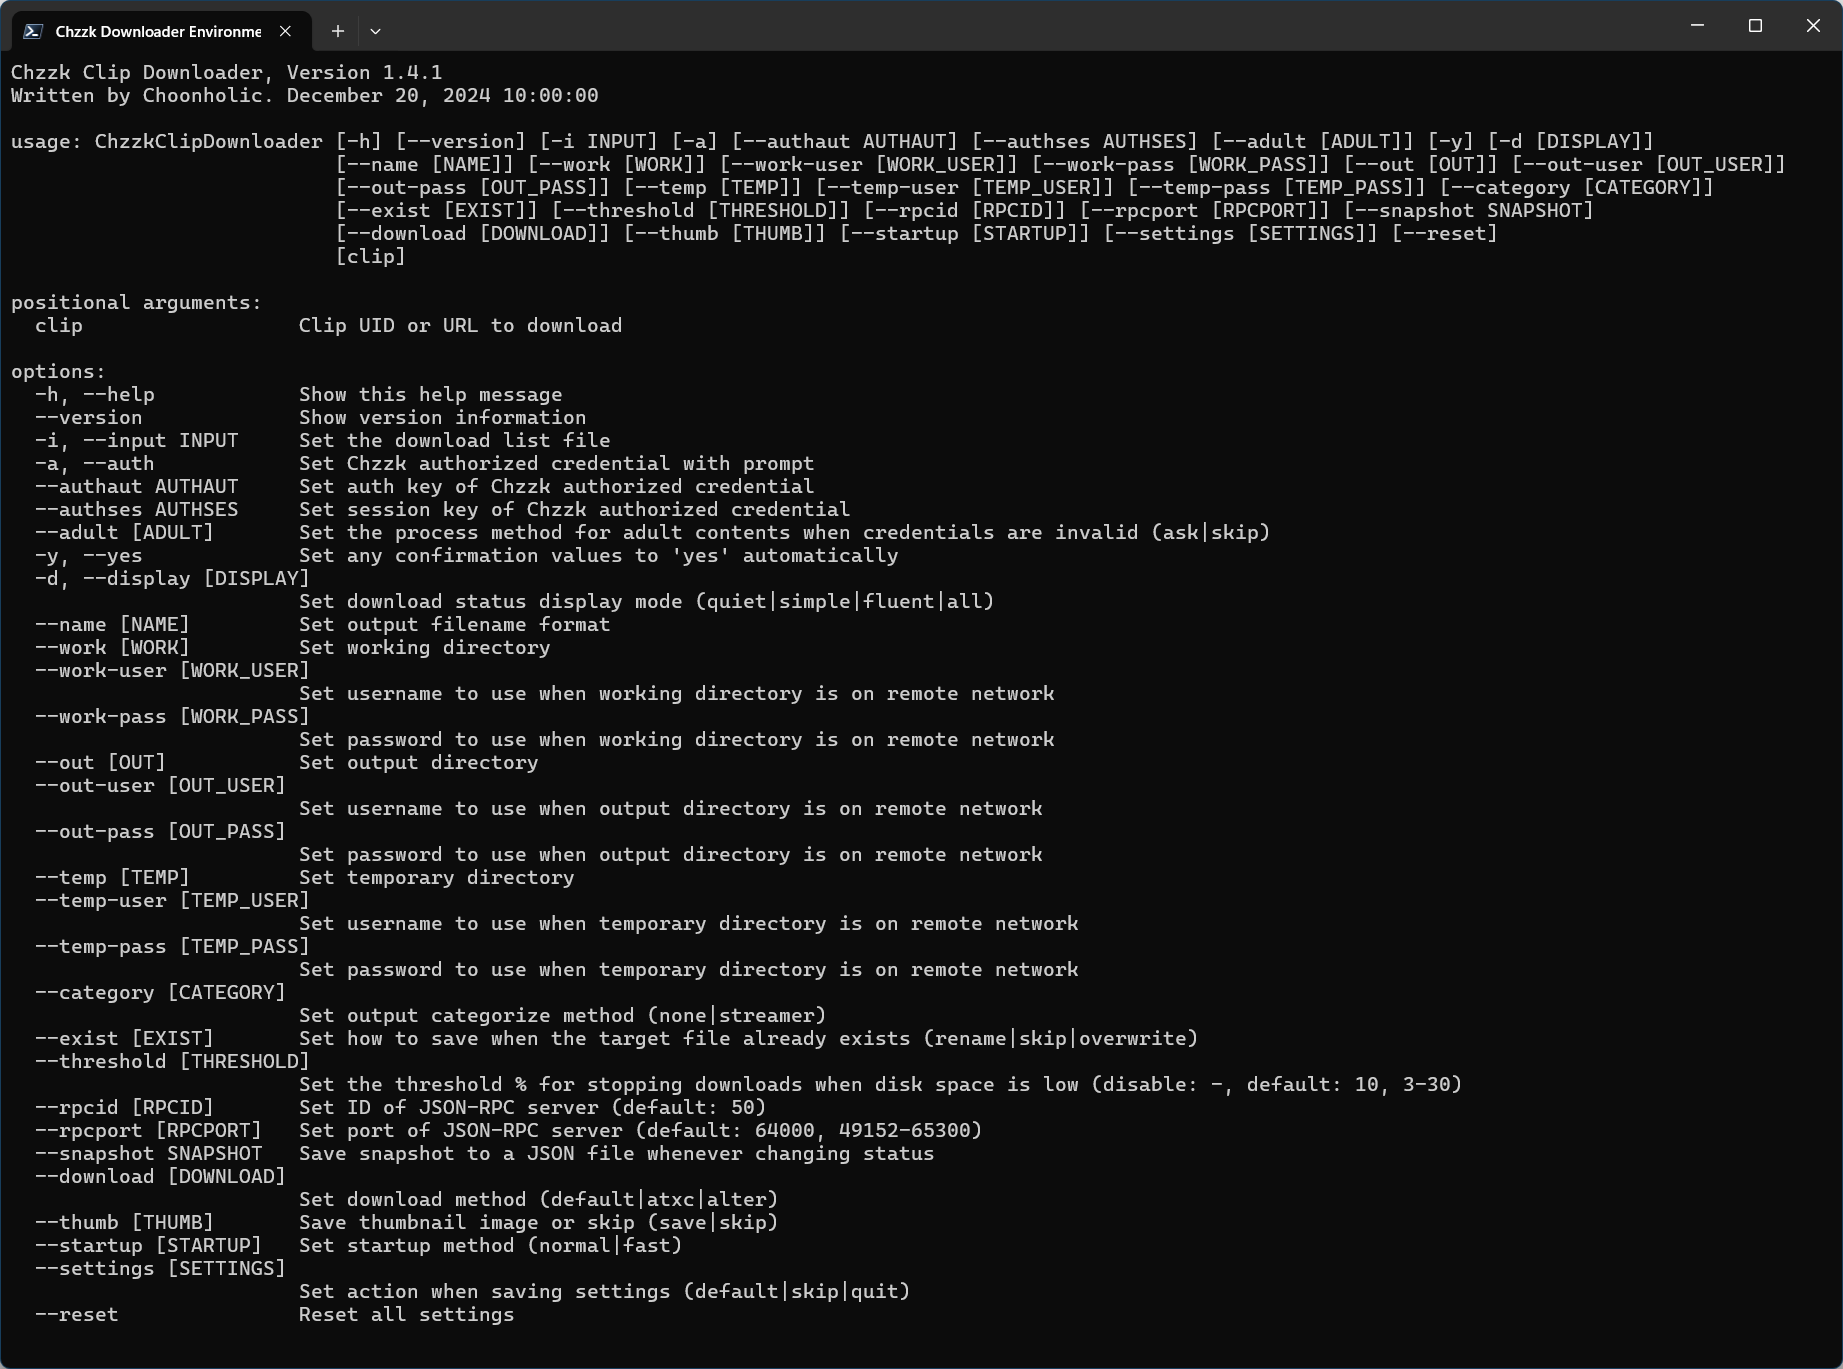 Chzzk Downloader Environme
Chzzk Clip Downloader, Version 1.4.1
Written by Choonholic. December 20, 2024 10:00:00
usage: ChzzkClipDownloader [-h] [--version] [-i INPUT] [-a] [--authaut AUTHAUT] [--authses AUTHSES] [--adult [ADULT]] [-y] [-d [DISPLAY]]
[--name [NAME]] [--work [WORK]] [--work-user [WORK_USER]] [--work-pass [WORK_PASS]] [--out [OUT]] [--out-user [OUT_USER]]
[--out-pass [OUT_PASS]] [--temp [TEMP]] [--temp-user [TEMP_USER]] [--temp-pass [TEMP_PASS]] [--category [CATEGORY]]
[--exist [EXIST]] [--threshold [THRESHOLD]] [--rpcid [RPCID]] [--rpcport [RPCPORT]] [--snapshot SNAPSHOT]
[--download [DOWNLOAD]] [--thumb [THUMB]] [--startup [STARTUP]] [--settings [SETTINGS]] [--reset]
[clip]
positional arguments:
clip Clip UID or URL to download
options:
-h, --help Show this help message
--version Show version information
-i, --input INPUT Set the download list file
-a, --auth Set Chzzk authorized credential with prompt
--authaut AUTHAUT Set auth key of Chzzk authorized credential
--authses AUTHSES Set session key of Chzzk authorized credential
--adult [ADULT] Set the process method for adult contents when credentials are invalid (ask|skip)
-y, --yes Set any confirmation values to 'yes' automatically
-d, --display [DISPLAY]
Set download status display mode (quiet|simple|fluent|all)
--name [NAME] Set output filename format
--work [WORK] Set working directory
--work-user [WORK_USER]
Set username to use when working directory is on remote network
--work-pass [WORK_PASS]
Set password to use when working directory is on remote network
--out [OUT] Set output directory
--out-user [OUT_USER]
Set username to use when output directory is on remote network
--out-pass [OUT_PASS]
Set password to use when output directory is on remote network
--temp [TEMP] Set temporary directory
--temp-user [TEMP_USER]
Set username to use when temporary directory is on remote network
--temp-pass [TEMP_PASS]
Set password to use when temporary directory is on remote network
--category [CATEGORY]
Set output categorize method (none|streamer)
--exist [EXIST] Set how to save when the target file already exists (rename|skip|overwrite)
--threshold [THRESHOLD]
Set the threshold % for stopping downloads when disk space is low (disable: -, default: 10, 3-30)
--rpcid [RPCID] Set ID of JSON-RPC server (default: 50)
--rpcport [RPCPORT] Set port of JSON-RPC server (default: 64000, 49152-65300)
--snapshot SNAPSHOT Save snapshot to a JSON file whenever changing status
--download [DOWNLOAD]
Set download method (default|atxc|alter)
--thumb [THUMB] Save thumbnail image or skip (save|skip)
--startup [STARTUP] Set startup method (normal|fast)
--settings [SETTINGS]
Set action when saving settings (default|skip|quit)
--reset Reset all settings